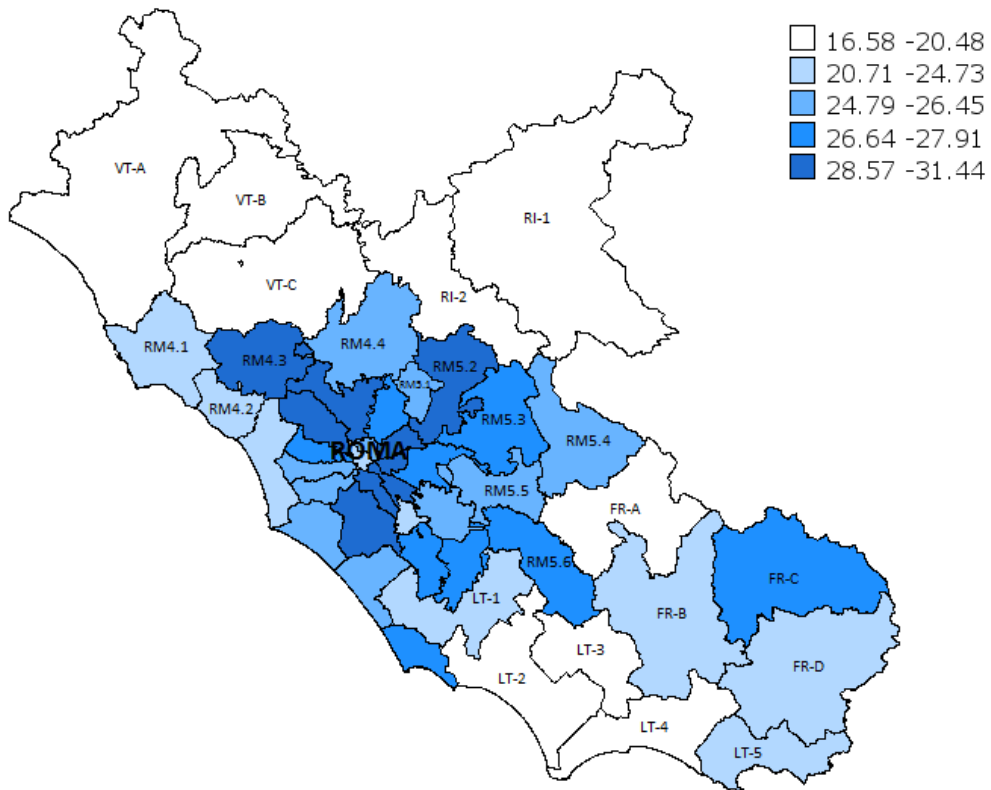 16.58 -20.48
20.71 -24.73
24.79 -26.45
26.64 -27.91
28.57 -31.44
VT-A
VT-B
RI-1
VT-C
RI-2
RM4.1
RM4.3
RM4.4
RM5.2
RM5.1
RM4.2
RM5.3
RM5.4
ROMA
RM5.5
FR-A
RM5.6
FR-C
LT-1
FR-B
LT-3
FR-D
LT-2
LT-4
LT-5